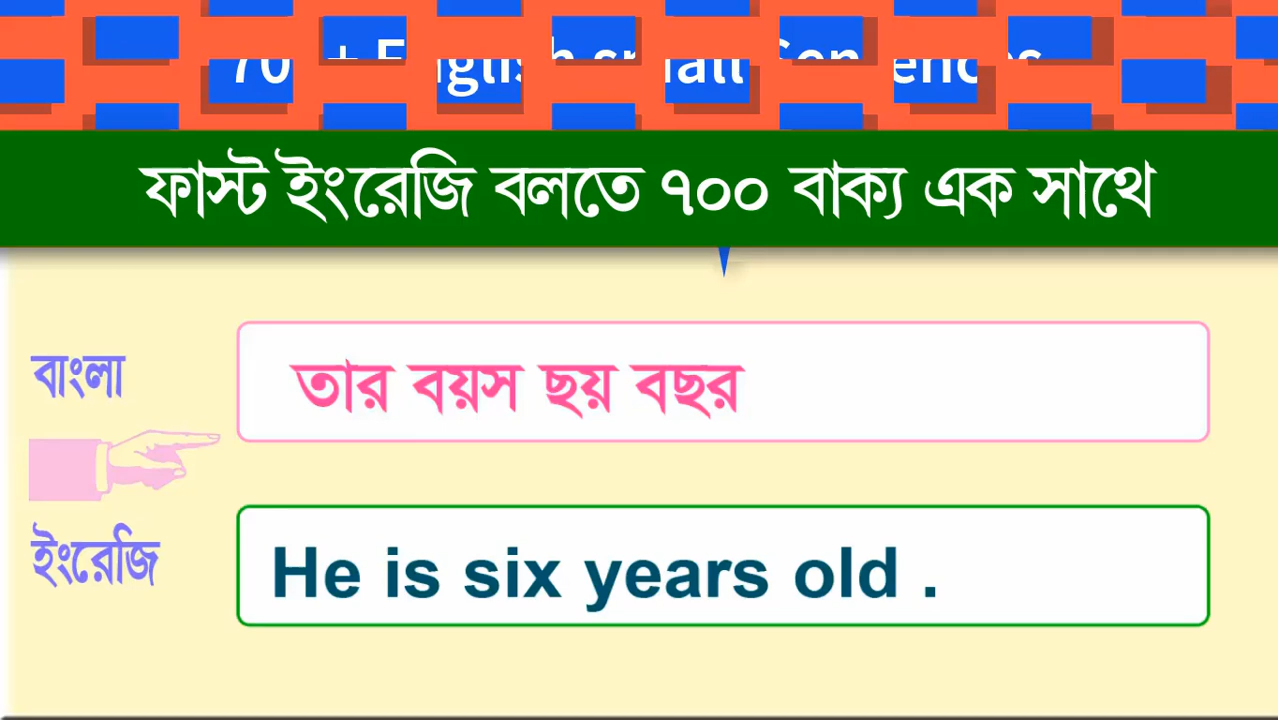 ফাস্ট ইংরেজি বলতে ৭০০ বাক্য এক সাথে
বাংলা
তার বয়স ছয় বছর
ইংরেজি
He is six years old .